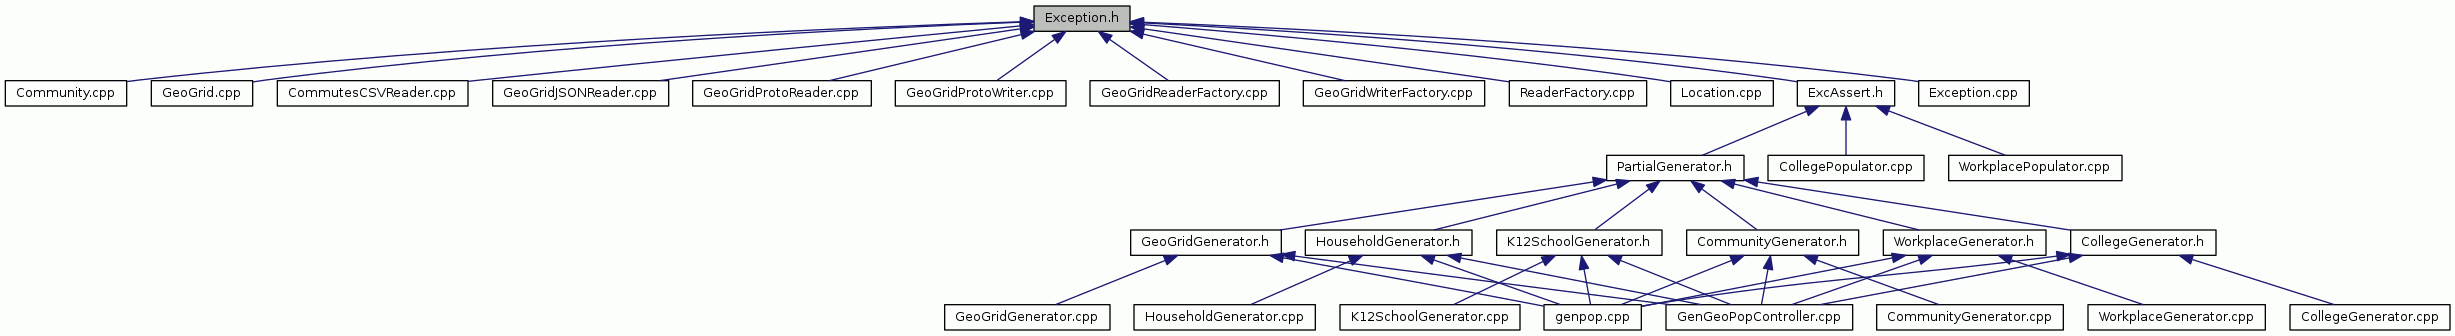 Exception.h
Community.cpp
GeoGrid.cpp
CommutesCSVReader.cpp
GeoGridJSONReader.cpp
GeoGridProtoReader.cpp
GeoGridProtoWriter.cpp
GeoGridReaderFactory.cpp
GeoGridWriterFactory.cpp
ReaderFactory.cpp
Location.cpp
ExcAssert.h
Exception.cpp
PartialGenerator.h
CollegePopulator.cpp
WorkplacePopulator.cpp
GeoGridGenerator.h
HouseholdGenerator.h
K12SchoolGenerator.h
CommunityGenerator.h
WorkplaceGenerator.h
CollegeGenerator.h
GeoGridGenerator.cpp
HouseholdGenerator.cpp
K12SchoolGenerator.cpp
genpop.cpp
GenGeoPopController.cpp
CommunityGenerator.cpp
WorkplaceGenerator.cpp
CollegeGenerator.cpp